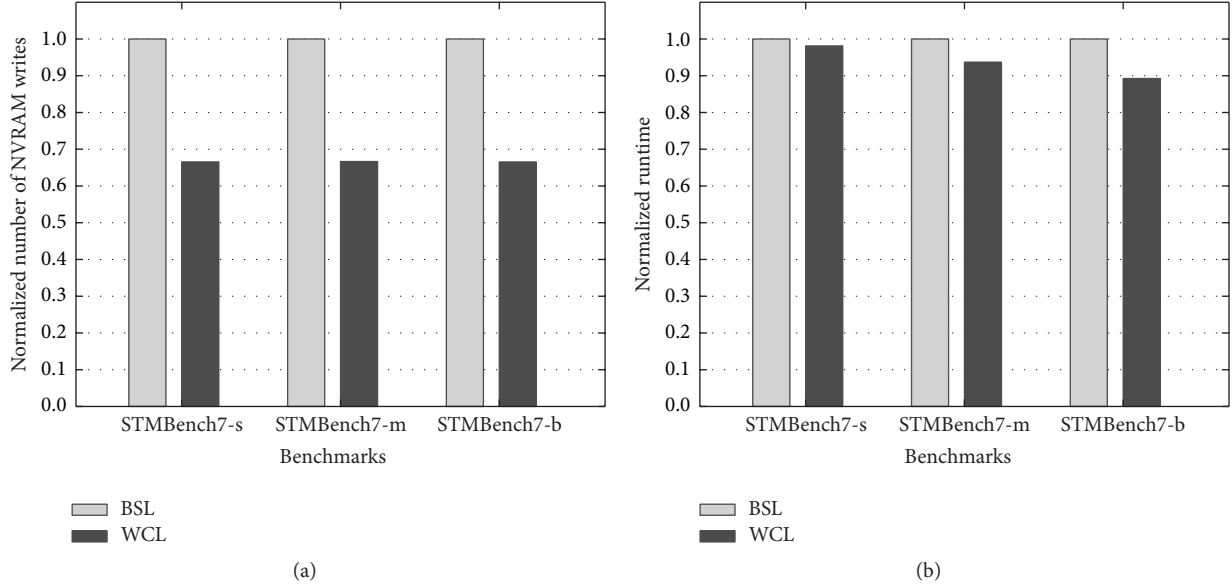 Normalized number of NVRAM writes
1.0
0.9
0.8
0.7
0.6
0.5
0.4
0.3
0.2
0.1
0.0
STMBench7-s STMBench7-m STMBench7-b
Benchmarks
BSL
WCL
(a)
Normalized runtime
1.0
0.9
0.8
0.7
0.6
0.5
0.4
0.3
0.2
0.1
0.0
STMBench7-s STMBench7-m STMBench7-b
Benchmarks
BSL
WCL
(b)